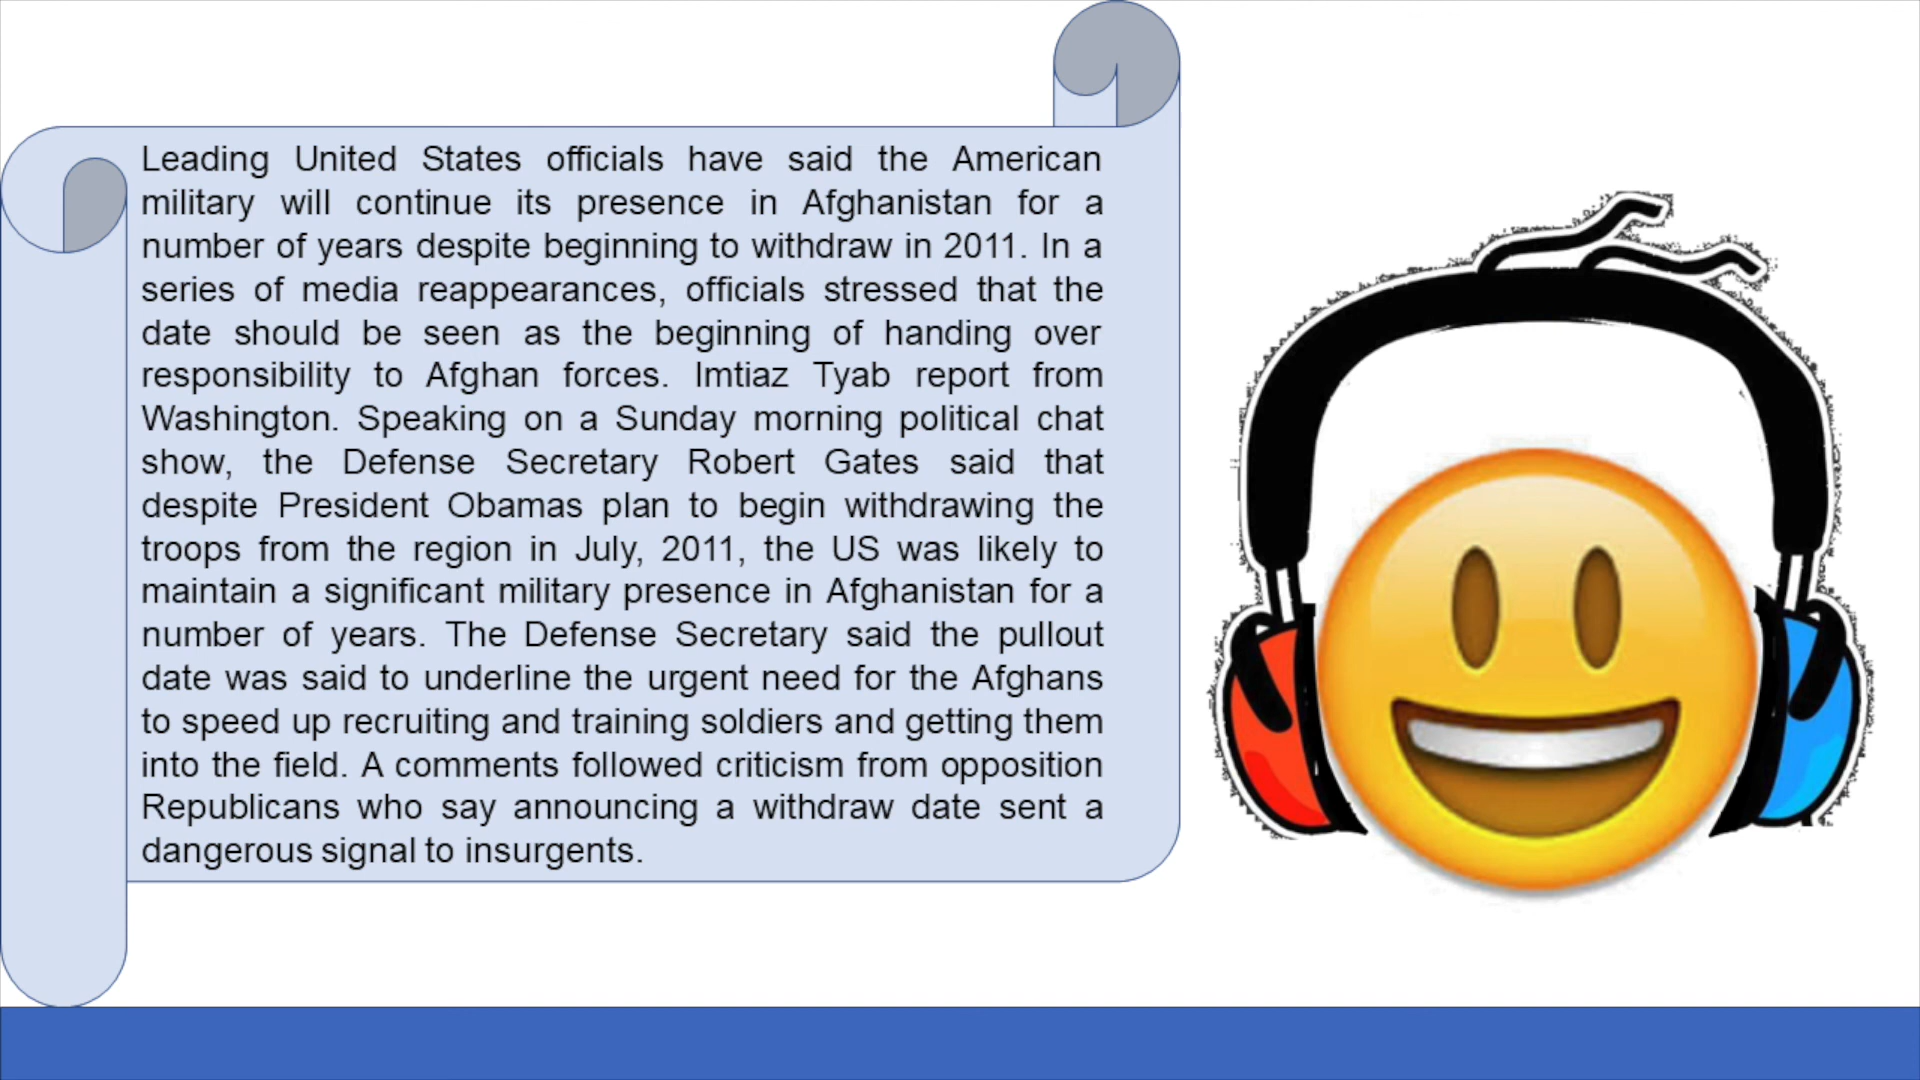 Leading United States officials have said the American
military will continue its presence in Afghanistan for a
number of years despite beginning to withdraw in 2011. In a
series of media reappearances, officials stressed that the
date should be seen as the beginning of handing over
responsibility to Afghan forces. Imtiaz Tyab report from
Washington. Speaking on a Sunday morning political chat
show, the Defense Secretary Robert Gates said that
despite President Obamas plan to begin withdrawing the
troops from the region in July, 2011, the US was likely to
maintain a significant military presence in Afghanistan for a
number of years. The Defense Secretary said the pullout
date was said to underline the urgent need for the Afghans
to speed up recruiting and training soldiers and getting them
into the field. A comments followed criticism from opposition
Republicans who say announcing a withdraw date sent a
dangerous signal to insurgents.